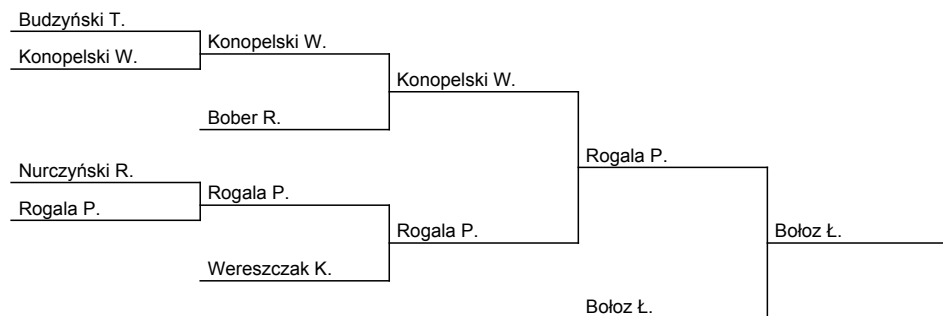 Budzyński T.
Konopelski W.
Konopelski W.
Konopelski W.
Bober R.
Rogala P.
Nurczyński R.
Rogala P.
Rogala P.
Rogala P.
Bołoz Ł.
Wereszczak K.
Bołoz Ł.